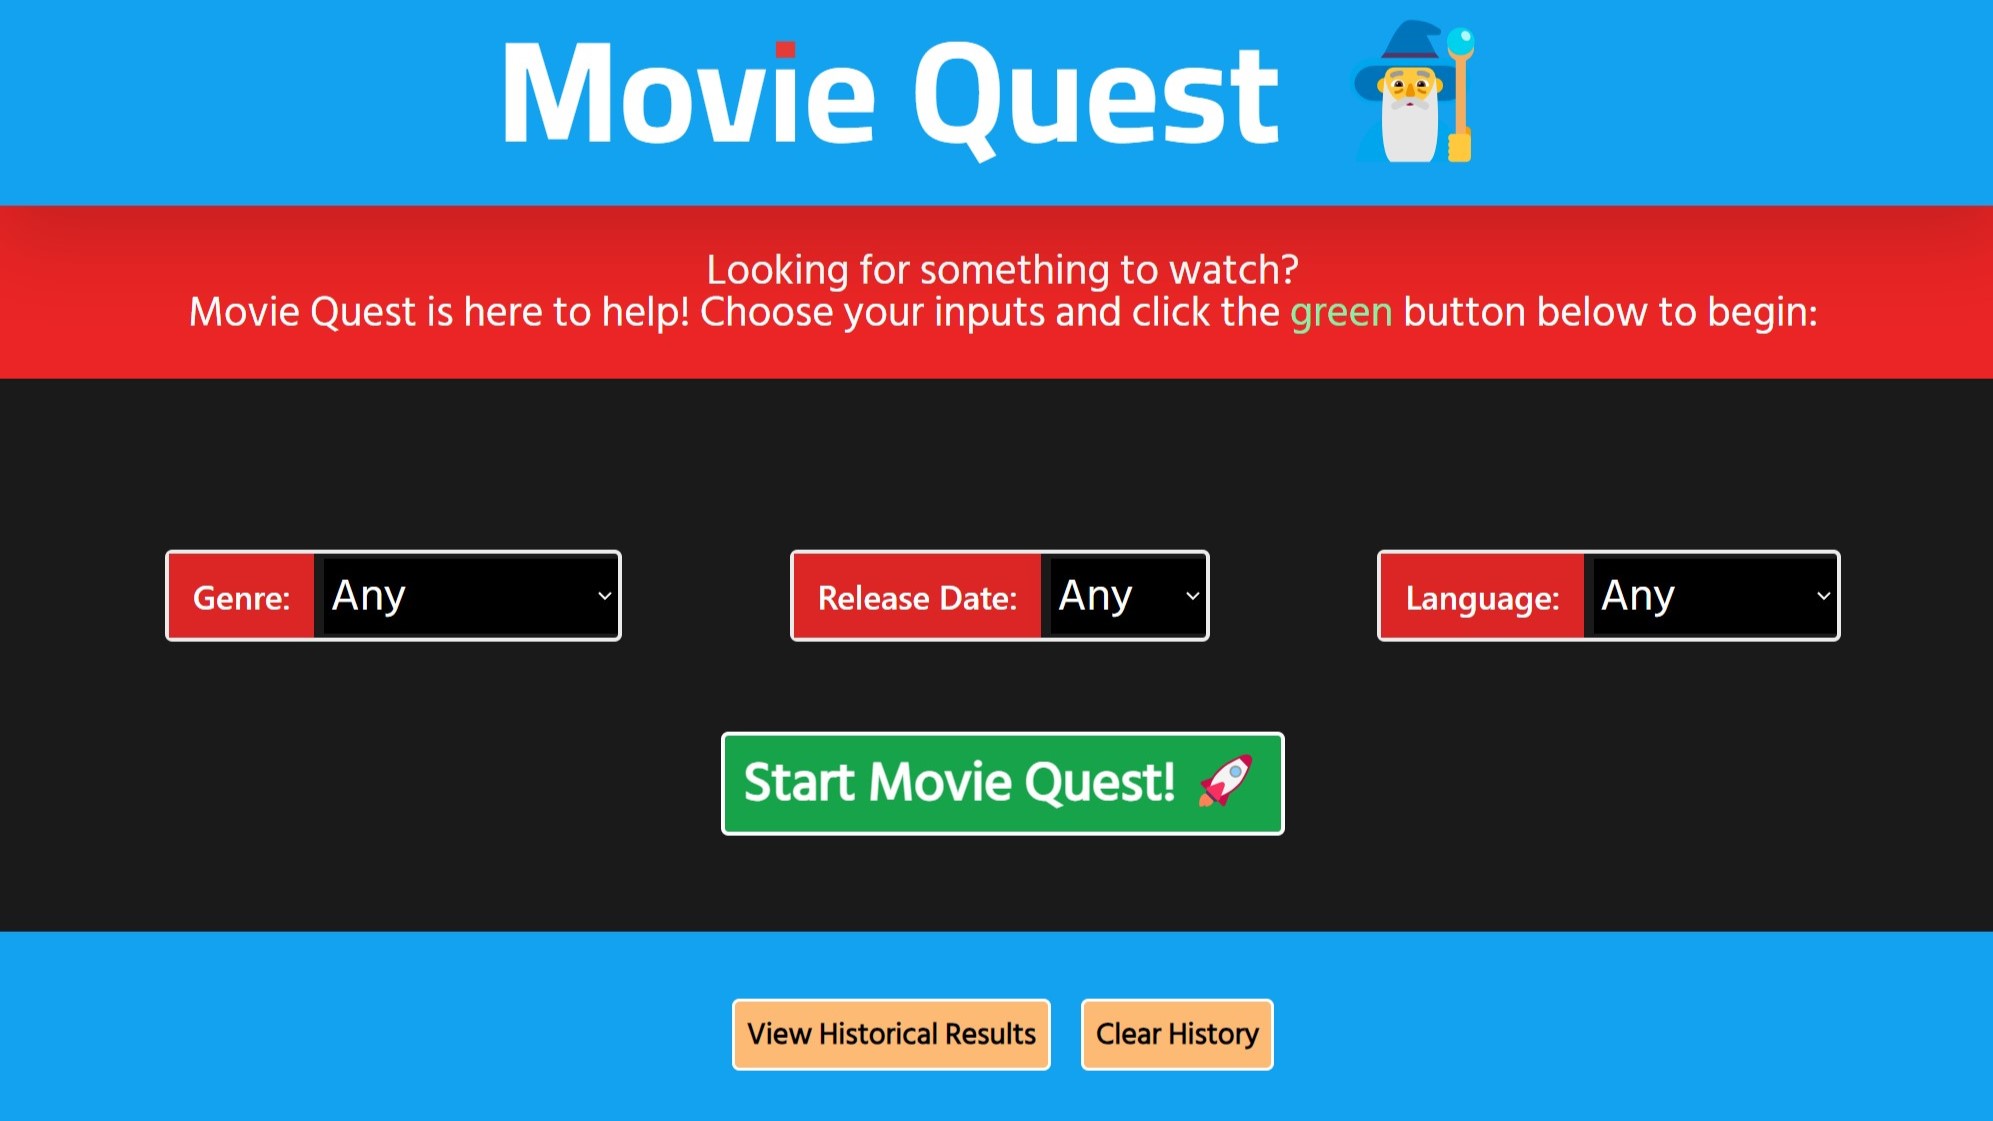 Movie Quest
Looking for something to watch?
Movie Quest is here to help! Choose your inputs and click the green button below to begin:
Genre: Any
Release Date: Any
Language: Any
Start Movie Quest!
View Historical Results
Clear History